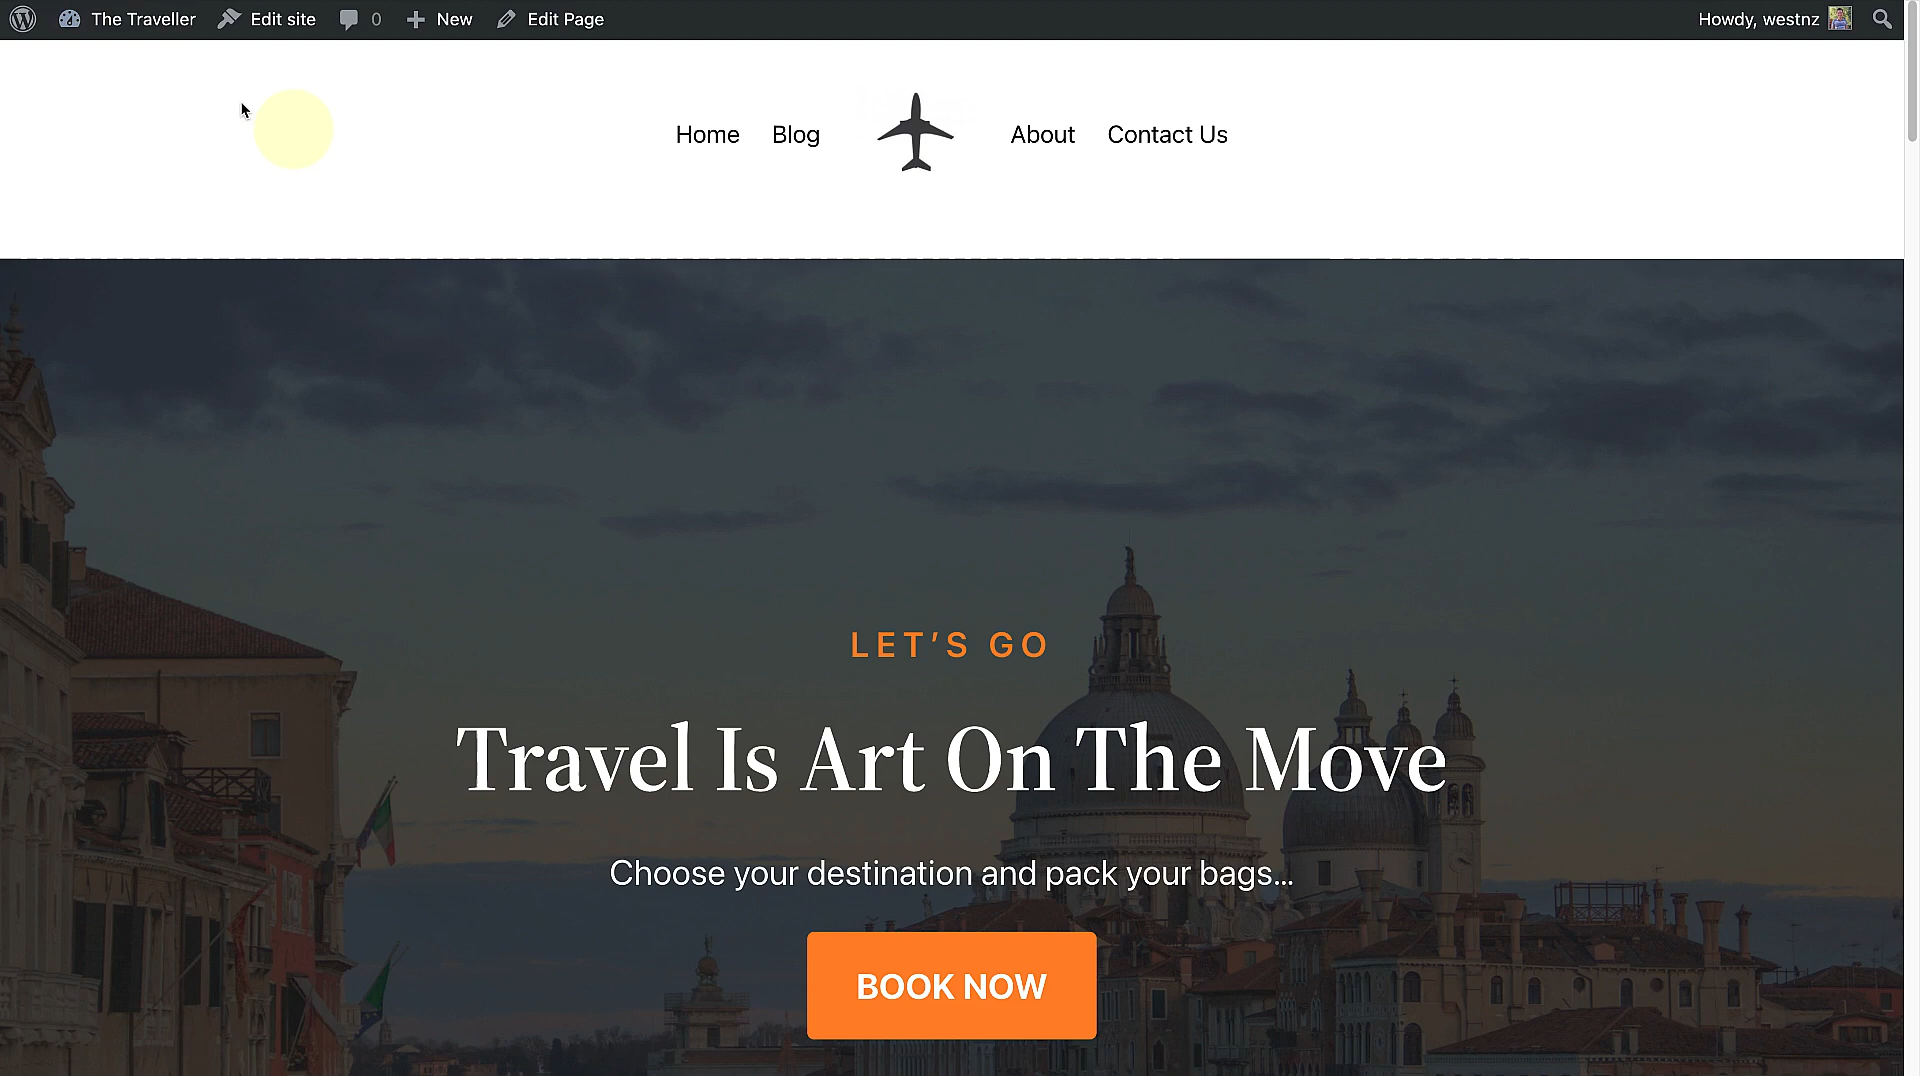 The Traveller Edit site 0 New Edit Page Howdy, westnz
Home Blog About Contact Us
LET’S GO
Travel Is Art On The Move
Choose your destination and pack your bags…
BOOK NOW